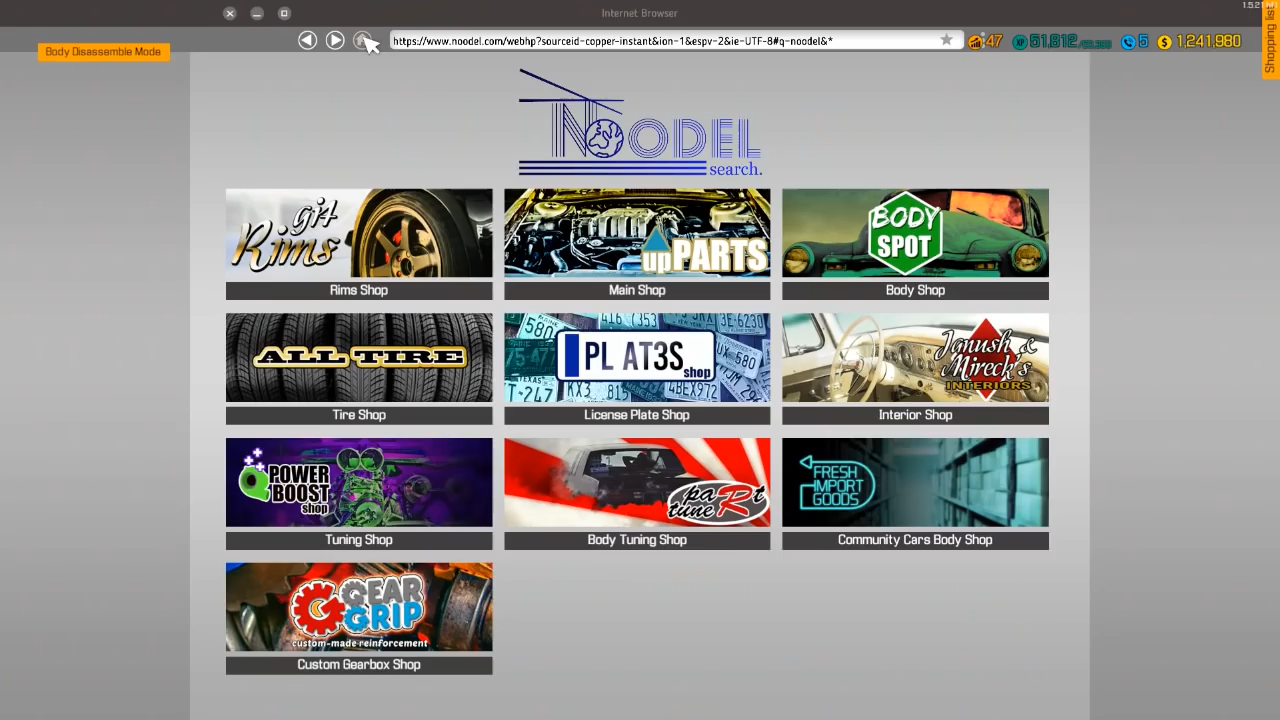 Internet Browser
1.5.21
Body Disassemble Mode
https://www.noodel.com/webhp?sourceid-copper-instant&ion-1&espv-2&ie-UTF-8#q-noodel&*
47
5
1,241,980
Shopping list
NOODEL
search.
gj4
Rims
upPARTS
BODY
SPOT
Rims Shop
Main Shop
Body Shop
ALL TIRE
PL AT3S
shop
Janush &
Mireck's
INTERIORS
Tire Shop
License Plate Shop
Interior Shop
POWER
BOOST
shop
paRt
tune
FRESH
IMPORT
GOODS
Tuning Shop
Body Tuning Shop
Community Cars Body Shop
GEAR
GRIP
custom-made reinforcement
Custom Gearbox Shop